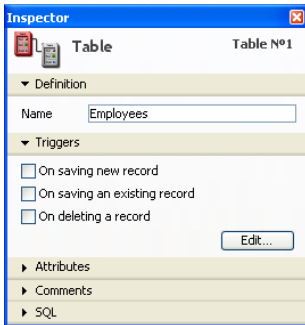 Inspector
Table Table Nº1
Definition
Name Employees
Triggers
On saving new record
On saving an existing record
On deleting a record
Edit...
Attributes
Comments
SQL